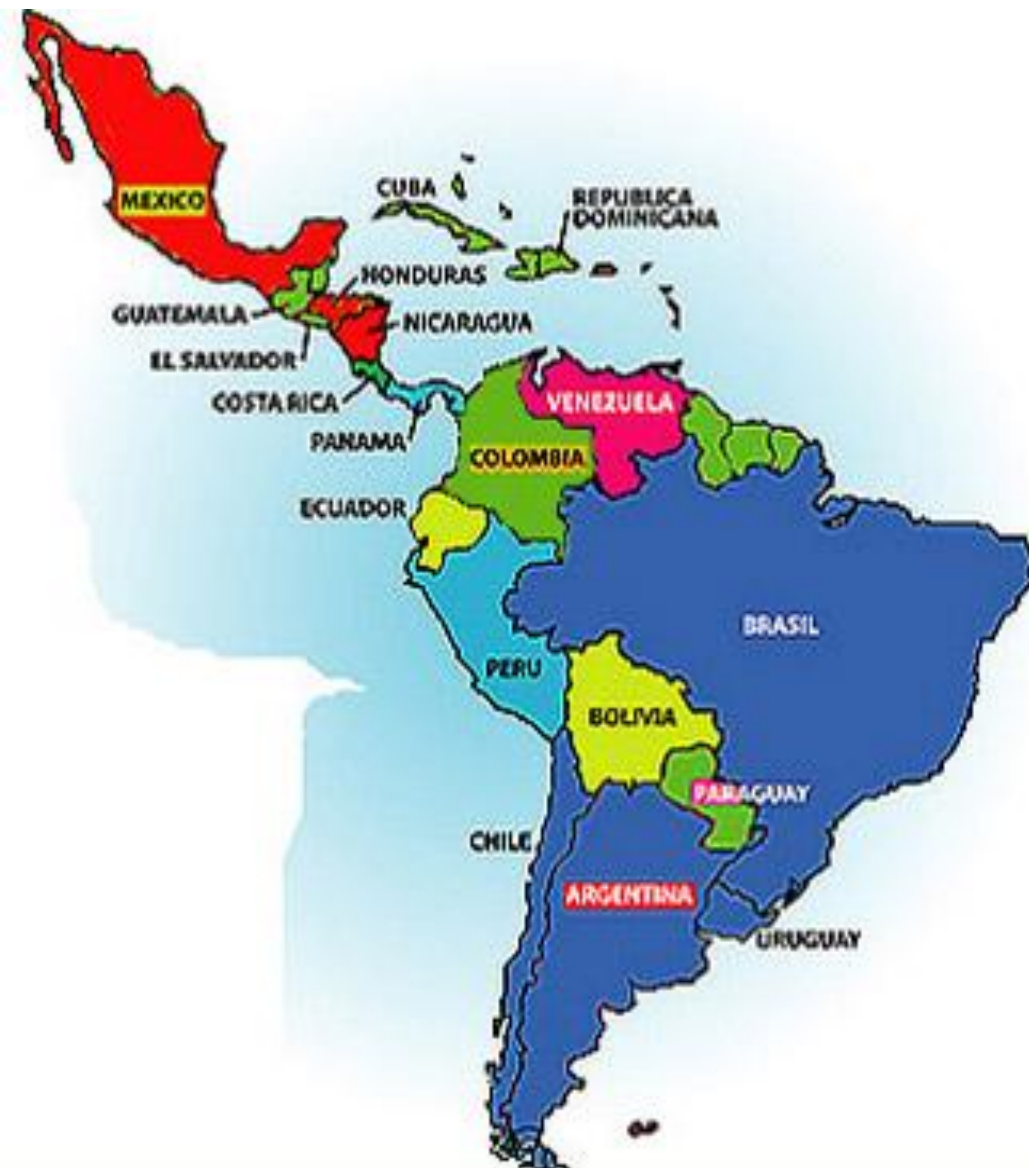 MEXICO
CUBA
REPUBLICA
DOMINICANA
HONDURAS
GUATEMALA
NICARAGUA
EL SALVADOR
COSTA RICA
PANAMA
VENEZUELA
COLOMBIA
ECUADOR
BRASIL
PERU
BOLIVIA
PARAGUAY
CHILE
ARGENTINA
URUGUAY